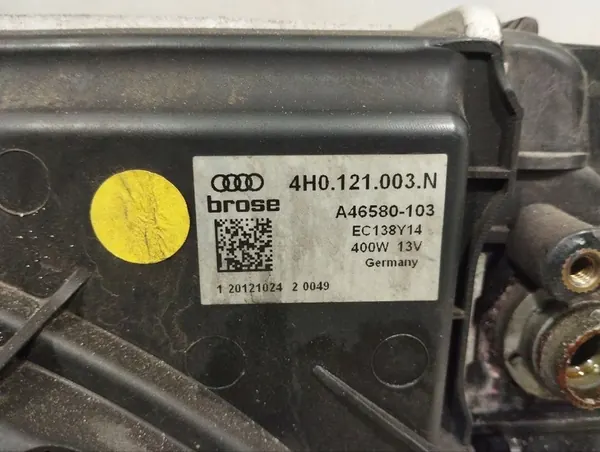 4H0.121.003.N
brose
A46580-103
EC138Y14
400W 13V
Germany
1 20121024 2 0049